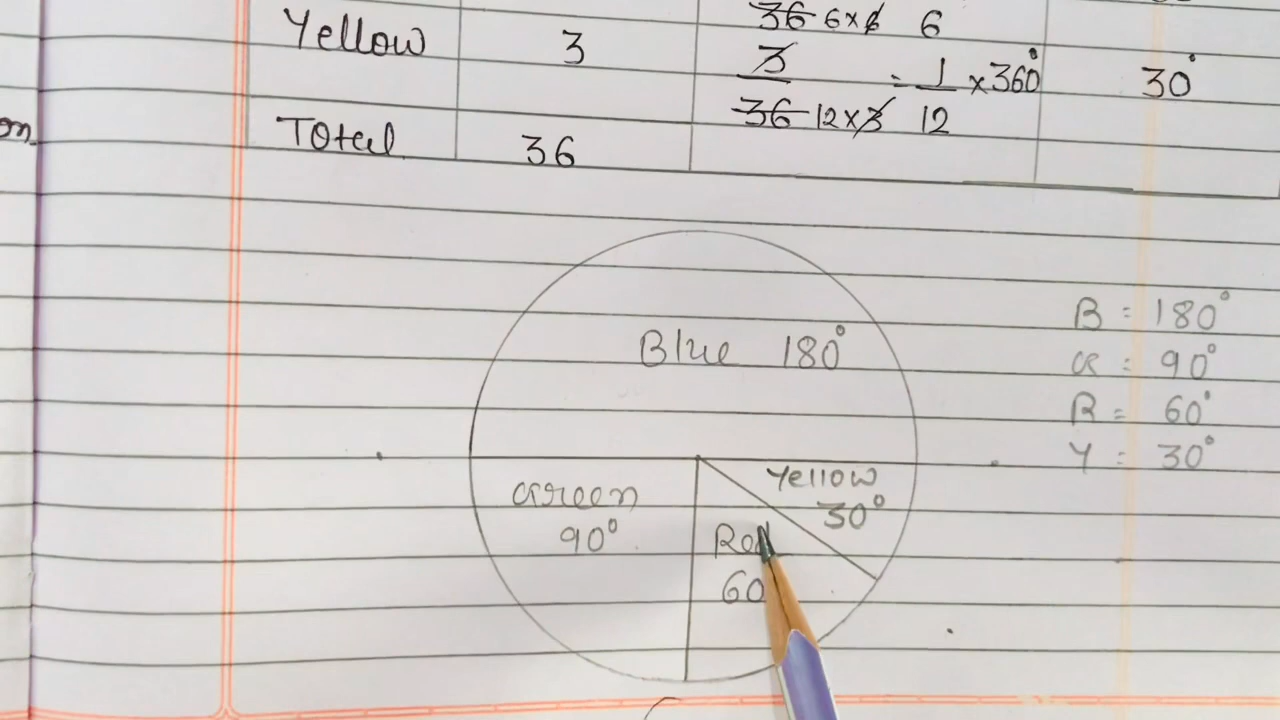 36 6×6 6
Yellow 3 3 = 1 ×360° 30°
36 12×3 12
on
Total 36
Blue 180°
B = 180°
G = 90°
R = 60°
Y = 30°
Green
90°
Yellow
30°
Red
60